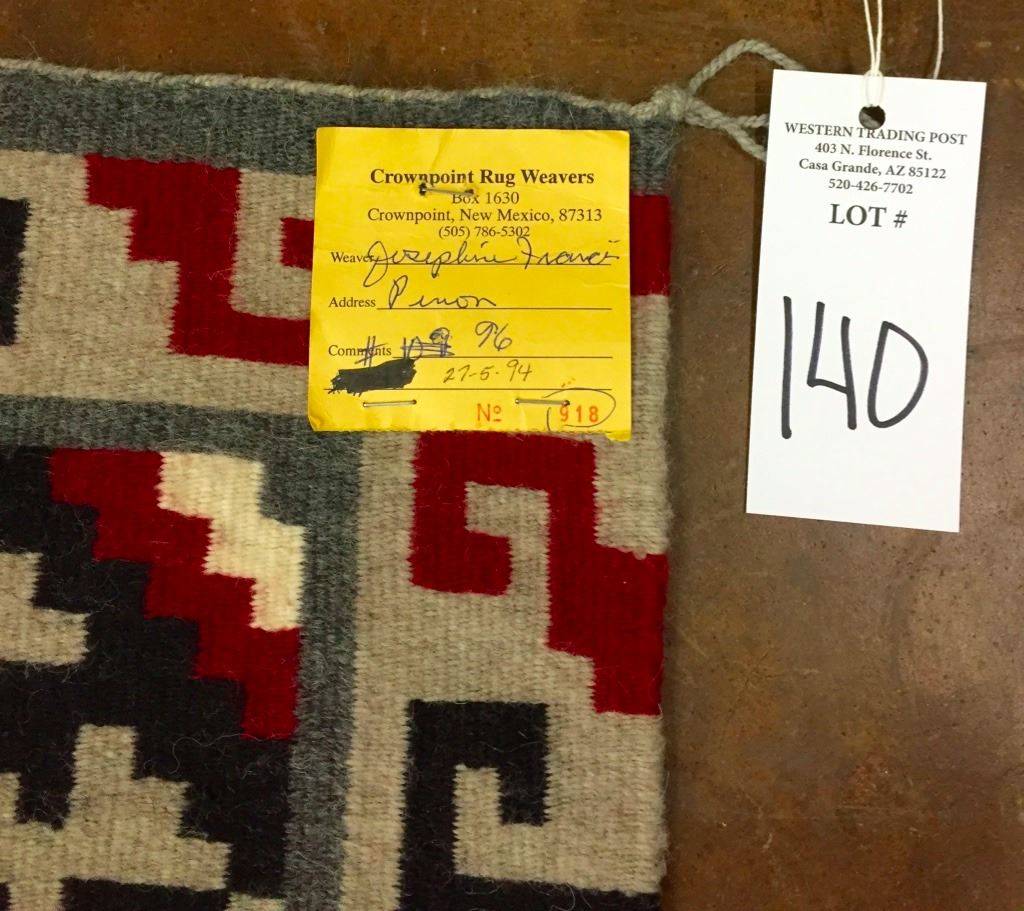 Crownpoint Rug Weavers
Box 1630
Crownpoint, New Mexico, 87313
(505) 786-5302
Weaver Josephine Francis
Address Pinon
Comments 96
27-5-94
Nº 918
WESTERN TRADING POST
403 N. Florence St.
Casa Grande, AZ 85122
520-426-7702
LOT #
140